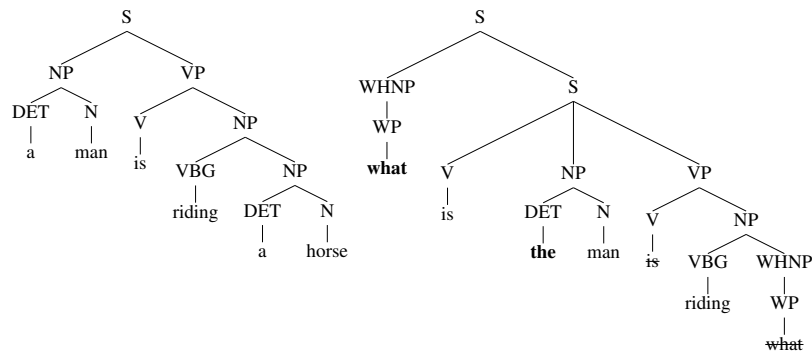 S S
NP VP WHNP S
DET N V NP WP
a man is VBG NP what V NP VP
riding DET N is DET N V NP
a horse the man is VBG WHNP
riding WP
what